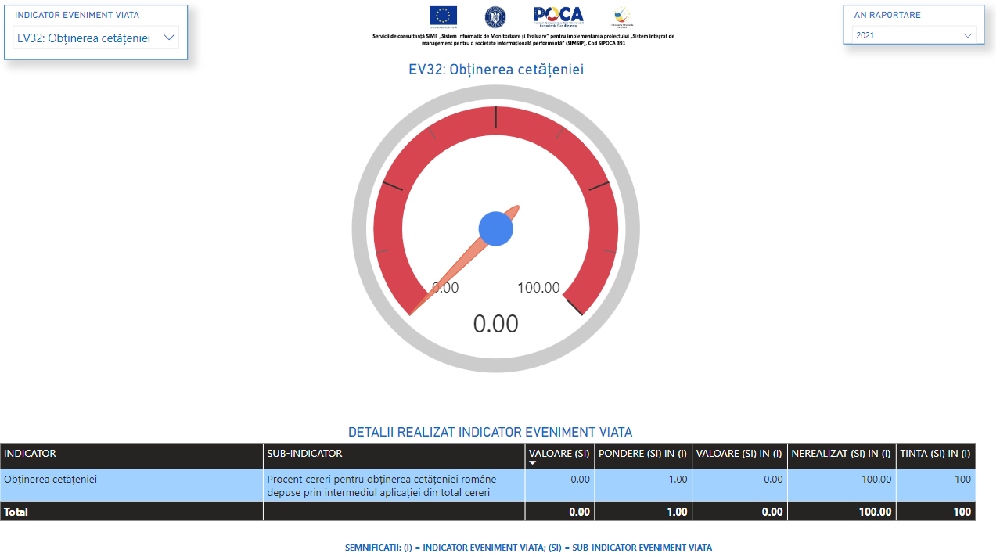 INDICATOR EVENIMENT VIATA
EV32: Obținerea cetățeniei
POCA
Servicii de consultanță SIME „Sistem Informatic de Monitorizare și Evaluare” pentru implementarea proiectului „Sistem integrat de
management pentru o societate informațională performantă” (SIMSIP), Cod SIPOCA 391
AN RAPORTARE
2021
EV32: Obținerea cetățeniei
0.00
100.00
0.00
DETALII REALIZAT INDICATOR EVENIMENT VIATA
INDICATOR SUB-INDICATOR VALOARE (SI) PONDERE (SI) IN (I) VALOARE (SI) IN (I) NEREALIZAT (SI) IN (I) TINTA (SI) IN (I)
Obținerea cetățeniei Procent cereri pentru obținerea cetățeniei române 0.00 1.00 0.00 100.00 100
depuse prin intermediul aplicației din total cereri
Total 0.00 1.00 0.00 100.00 100
SEMNIFICATII: (I) = INDICATOR EVENIMENT VIATA; (SI) = SUB-INDICATOR EVENIMENT VIATA